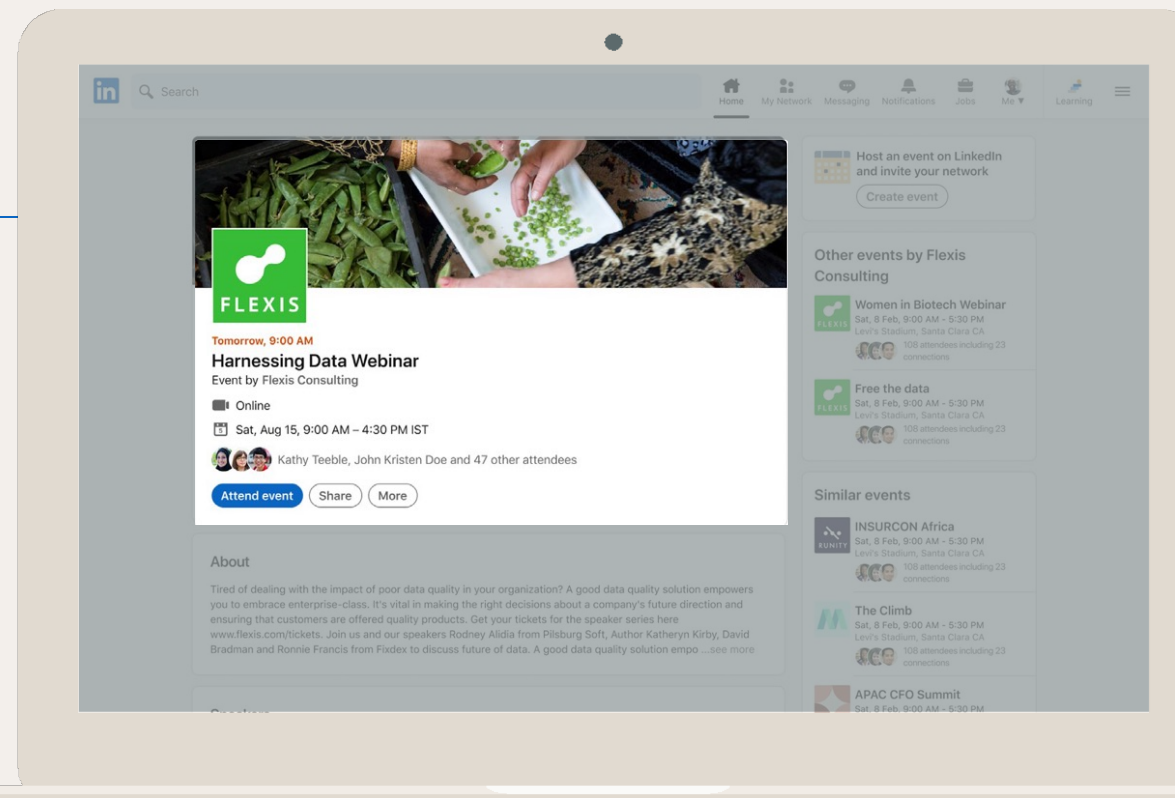 in
Search
Home
My Network
Messaging
Notifications
Jobs
Me
Learning
FLEXIS
Tomorrow, 9:00 AM
Harnessing Data Webinar
Event by Flexis Consulting
Online
5
Sat, Aug 15, 9:00 AM – 4:30 PM IST
Kathy Teeble, John Kristen Doe and 47 other attendees
Attend event
Share
More
About
Tired of dealing with the impact of poor data quality in your organization? A good data quality solution empowers
you to embrace enterprise-class. It's vital in making the right decisions about a company's future direction and
ensuring that customers are offered quality products. Get your tickets for the speaker series here
www.flexis.com/tickets. Join us and our speakers Rodney Alidia from Pilsburg Soft, Author Katheryn Kirby, David
Bradman and Ronnie Francis from Fixdex to discuss future of data. A good data quality solution empo ...see more
Host an event on LinkedIn
and invite your network
Create event
Other events by Flexis
Consulting
FLEXIS
Women in Biotech Webinar
Sat, 8 Feb, 9:00 AM - 5:30 PM
Levi's Stadium, Santa Clara CA
108 attendees including 23
connections
FLEXIS
Free the data
Sat, 8 Feb, 9:00 AM - 5:30 PM
Levi's Stadium, Santa Clara CA
108 attendees including 23
connections
Similar events
RUNITY
INSURCON Africa
Sat, 8 Feb, 9:00 AM - 5:30 PM
Levi's Stadium, Santa Clara CA
108 attendees including 23
connections
The Climb
Sat, 8 Feb, 9:00 AM - 5:30 PM
Levi's Stadium, Santa Clara CA
108 attendees including 23
connections
APAC CFO Summit
Sat, 8 Feb, 9:00 AM - 5:30 PM